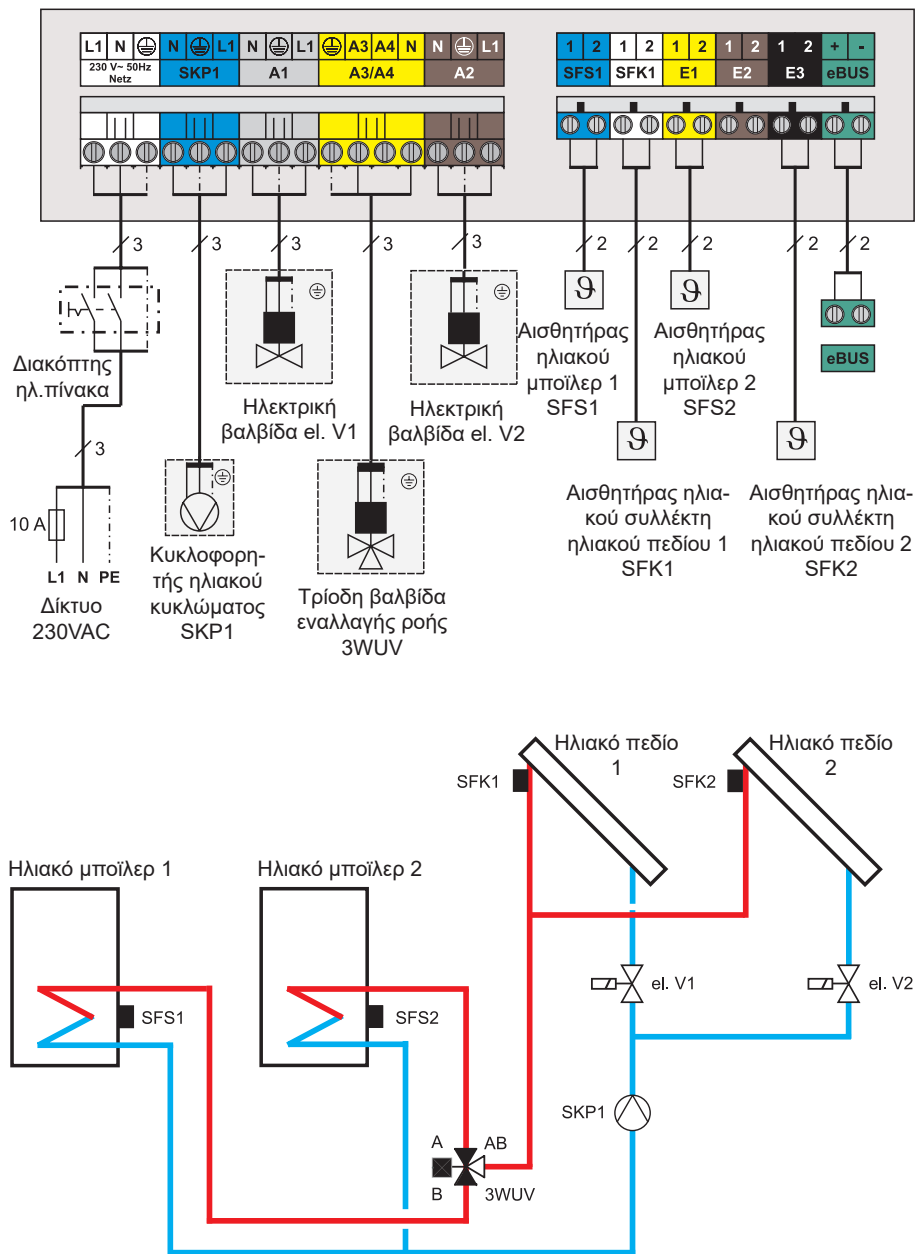 L1 N N L1 N L1 A3 A4 N N L1
230 V~ 50Hz
Netz
SKP1 A1 A3/A4 A2
1 2 1 2 1 2 1 2 1 2 + -
SFS1 SFK1 E1 E2 E3 eBUS
3 3 3 3 3 2 2 2 2 2
Διακόπτης
ηλ.πίνακα
3
10 A
L1 N PE
Δίκτυο
230VAC
Κυκλοφορη-
τής ηλιακού
κυκλώματος
SKP1
Ηλεκτρική
βαλβίδα el. V1
Τρίοδη βαλβίδα
εναλλαγής ροής
3WUV
Ηλεκτρική
βαλβίδα el. V2
ϑ
Αισθητήρας
ηλιακού
μποϊλερ 1
SFS1
ϑ
Αισθητήρας
ηλιακού
μποϊλερ 2
SFS2
eBUS
ϑ
Αισθητήρας ηλια-
κού συλλέκτη
ηλιακού πεδίου 1
SFK1
ϑ
Αισθητήρας ηλια-
κού συλλέκτη
ηλιακού πεδίου 2
SFK2
Ηλιακό πεδίο
1
Ηλιακό πεδίο
2
SFK1
SFK2
Ηλιακό μποϊλερ 1
Ηλιακό μποϊλερ 2
el. V1
el. V2
SFS1
SFS2
SKP1
A AB
B 3WUV